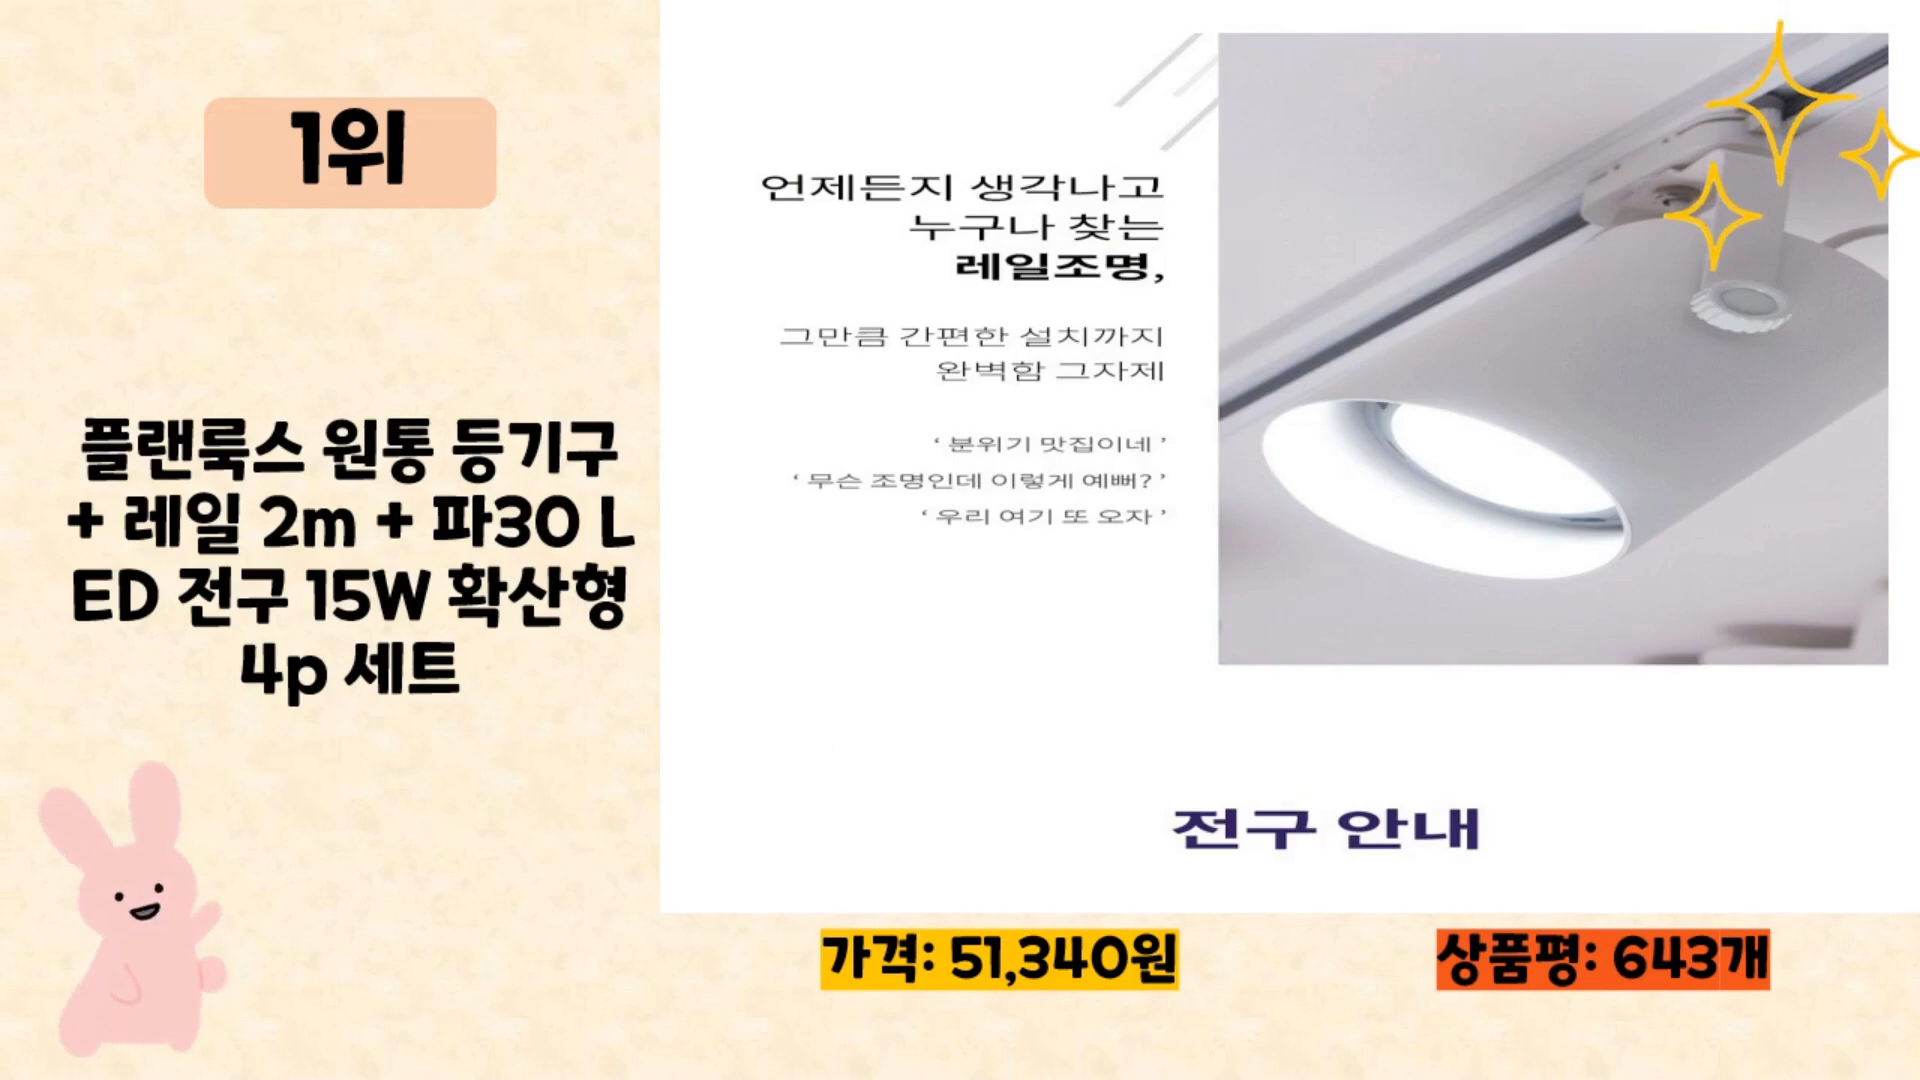 1위
플랜룩스 원통 등기구
+ 레일 2m + 파30 L
ED 전구 15W 확산형
4p 세트
언제든지 생각나고
누구나 찾는
레일조명,
그만큼 간편한 설치까지
완벽함 그자체
‘ 분위기 맛집이네 ’
‘ 무슨 조명인데 이렇게 예뻐? ’
‘ 우리 여기 또 오자 ’
전구 안내
가격: 51,340원
상품평: 643개